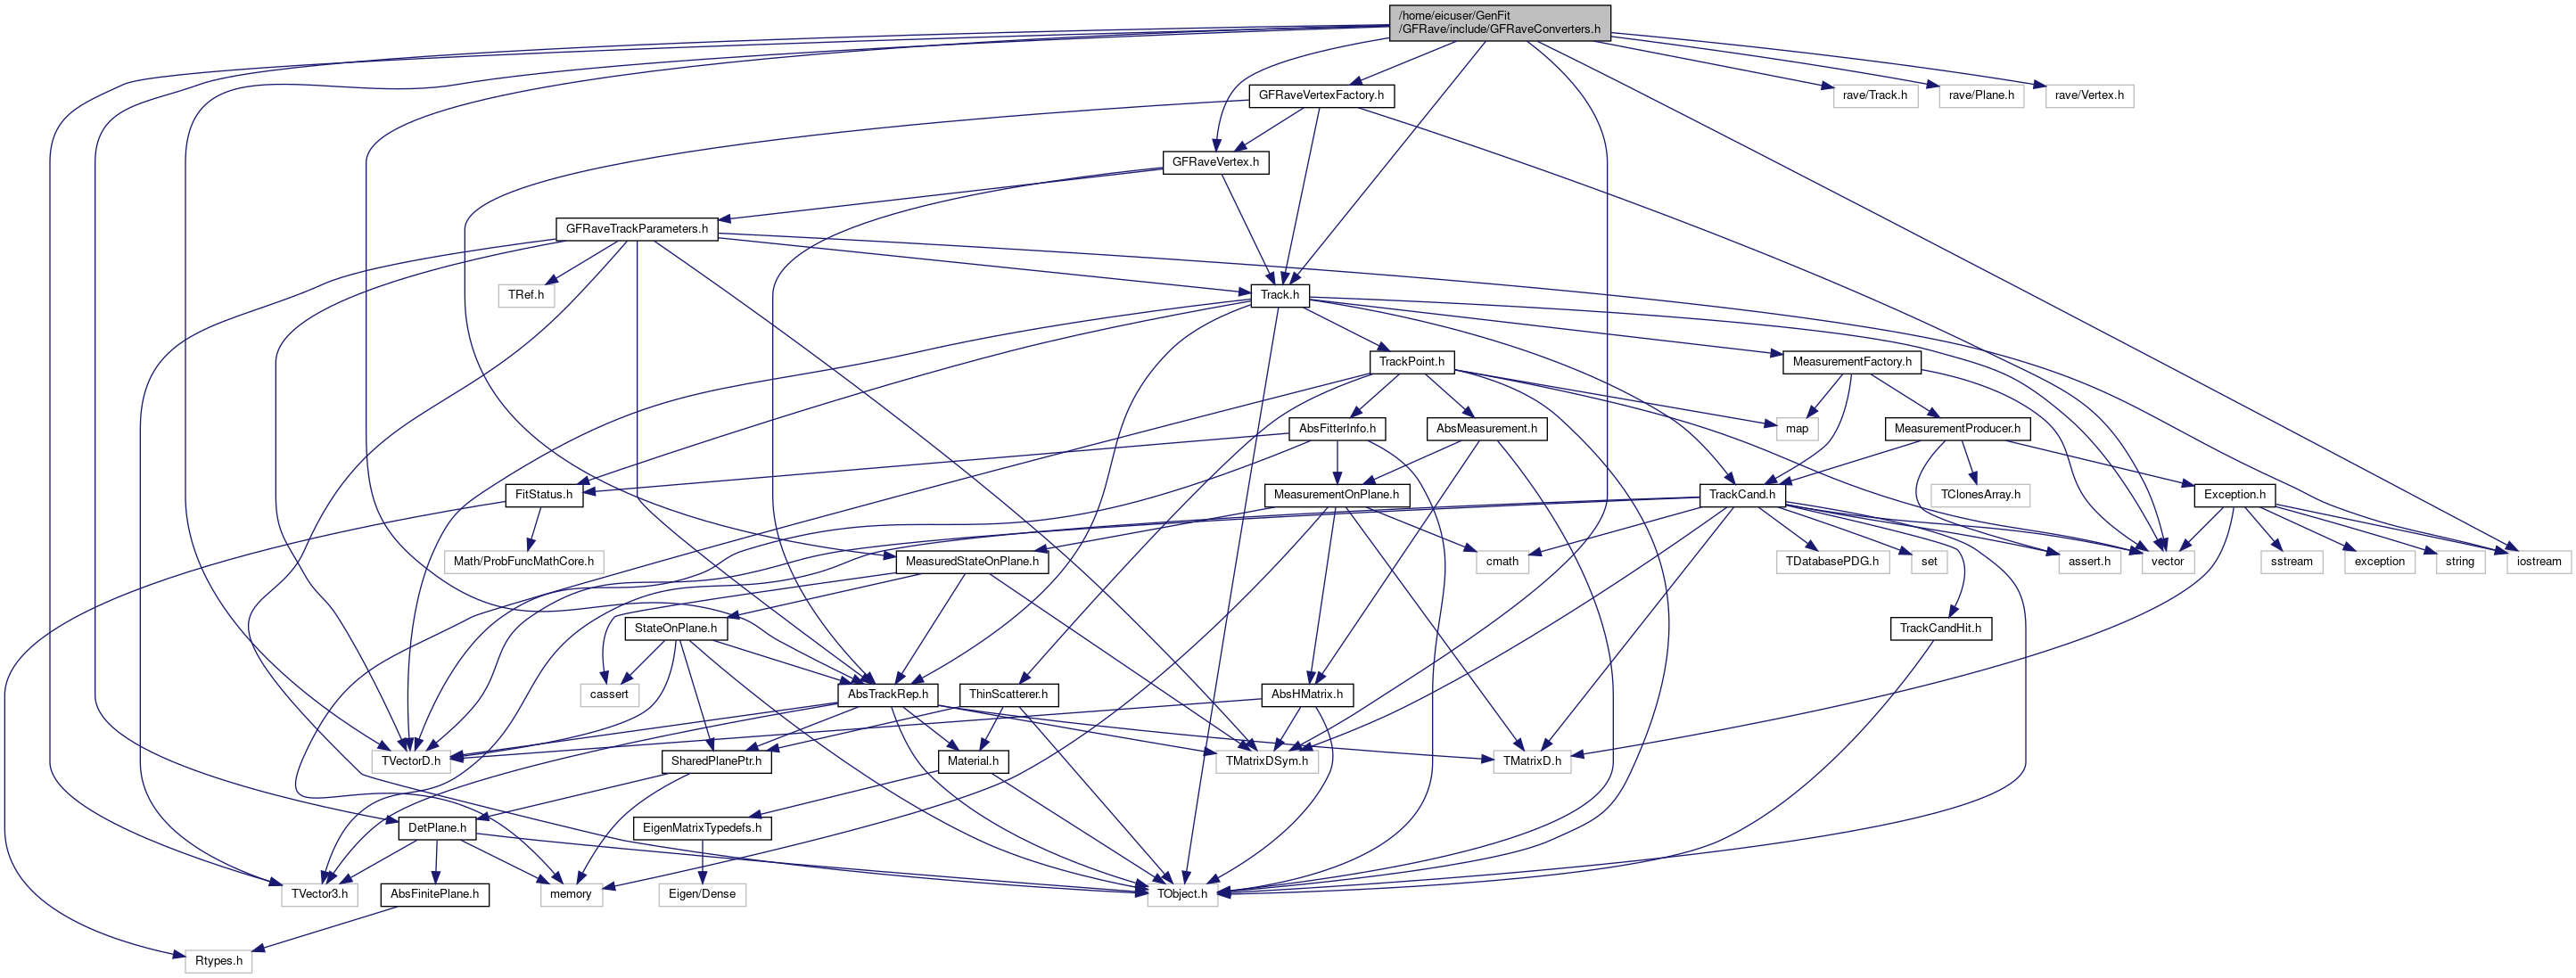 /home/eicuser/GenFit
/GFRave/include/GFRaveConverters.h
GFRaveVertexFactory.h
rave/Track.h
rave/Plane.h
rave/Vertex.h
GFRaveVertex.h
GFRaveTrackParameters.h
TRef.h
Track.h
TrackPoint.h
MeasurementFactory.h
AbsFitterInfo.h
AbsMeasurement.h
map
MeasurementProducer.h
FitStatus.h
MeasurementOnPlane.h
TrackCand.h
TClonesArray.h
Exception.h
Math/ProbFuncMathCore.h
MeasuredStateOnPlane.h
cmath
TDatabasePDG.h
set
assert.h
vector
sstream
exception
string
iostream
StateOnPlane.h
TrackCandHit.h
cassert
AbsTrackRep.h
ThinScatterer.h
AbsHMatrix.h
TVectorD.h
SharedPlanePtr.h
Material.h
TMatrixDSym.h
TMatrixD.h
DetPlane.h
EigenMatrixTypedefs.h
TVector3.h
AbsFinitePlane.h
memory
Eigen/Dense
TObject.h
Rtypes.h